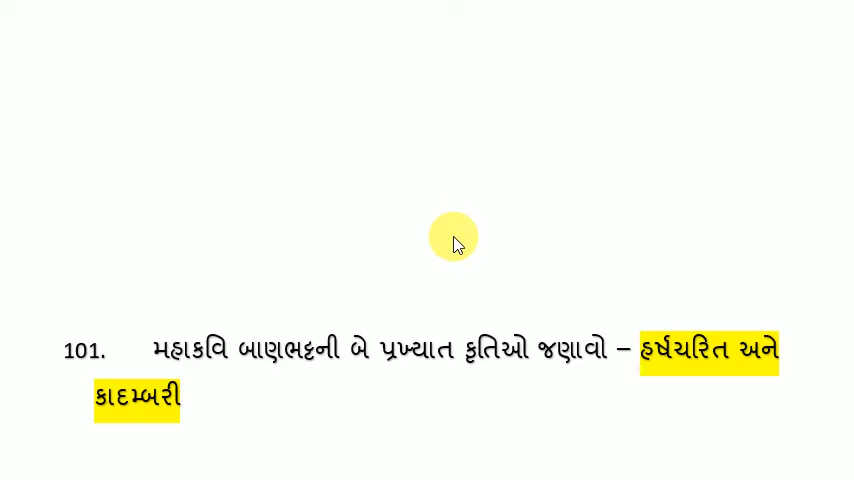 101. મહાકવિ બાણભટ્ટની બે પ્રખ્યાત કૃતિઓ જણાવો – હર્ષચરિત અને
કાદમ્બરી